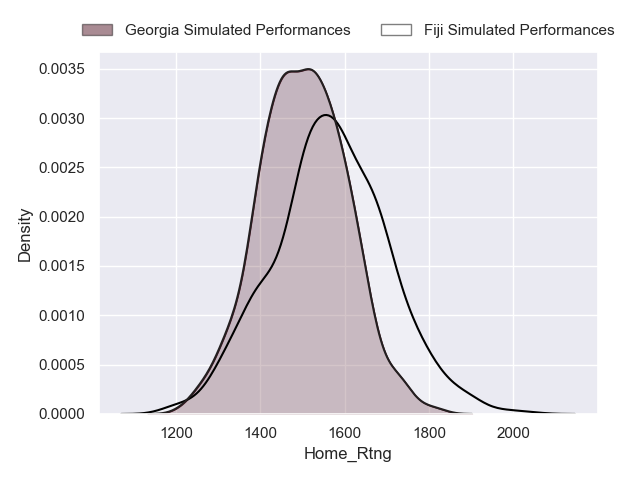 Georgia Simulated Performances Fiji Simulated Performances
0.0035
0.0030
0.0025
0.0020
0.0015
0.0010
0.0005
0.0000
Density
1200 1400 1600 1800 2000
Home_Rtng